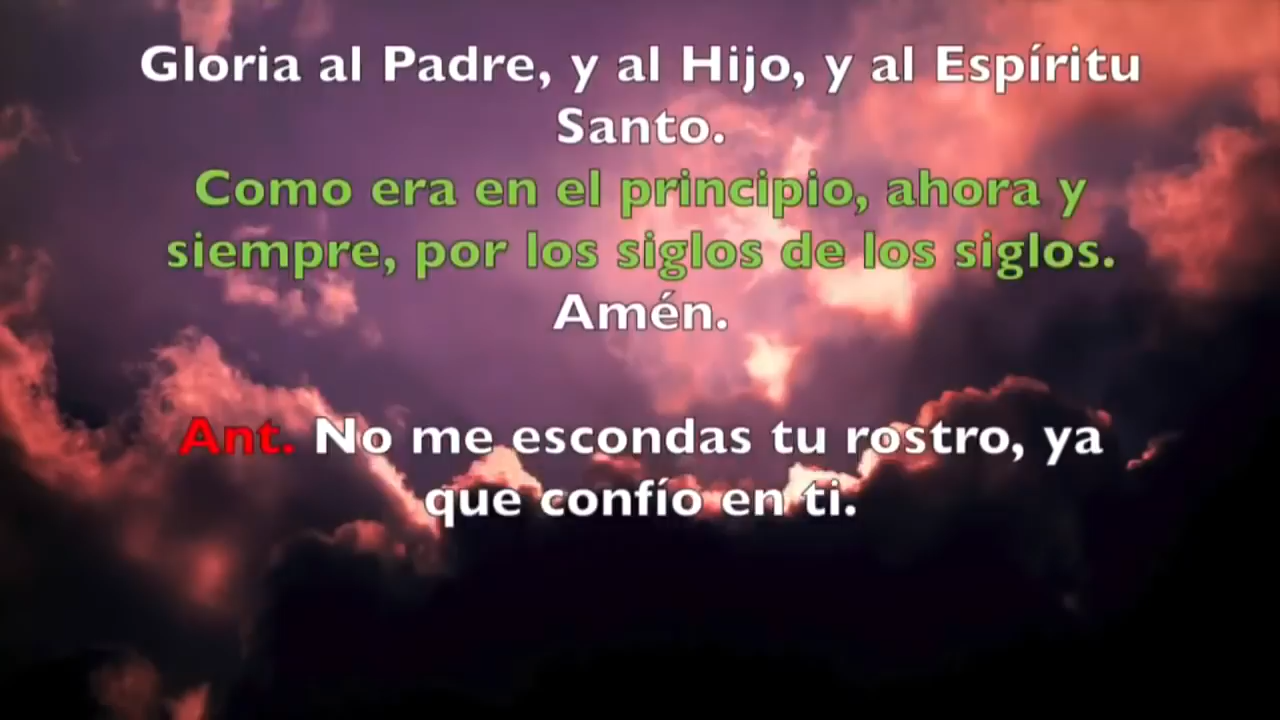 Gloria al Padre, y al Hijo, y al Espíritu
Santo.
Como era en el principio, ahora y
siempre, por los siglos de los siglos.
Amén.
Ant. No me escondas tu rostro, ya
que confío en ti.